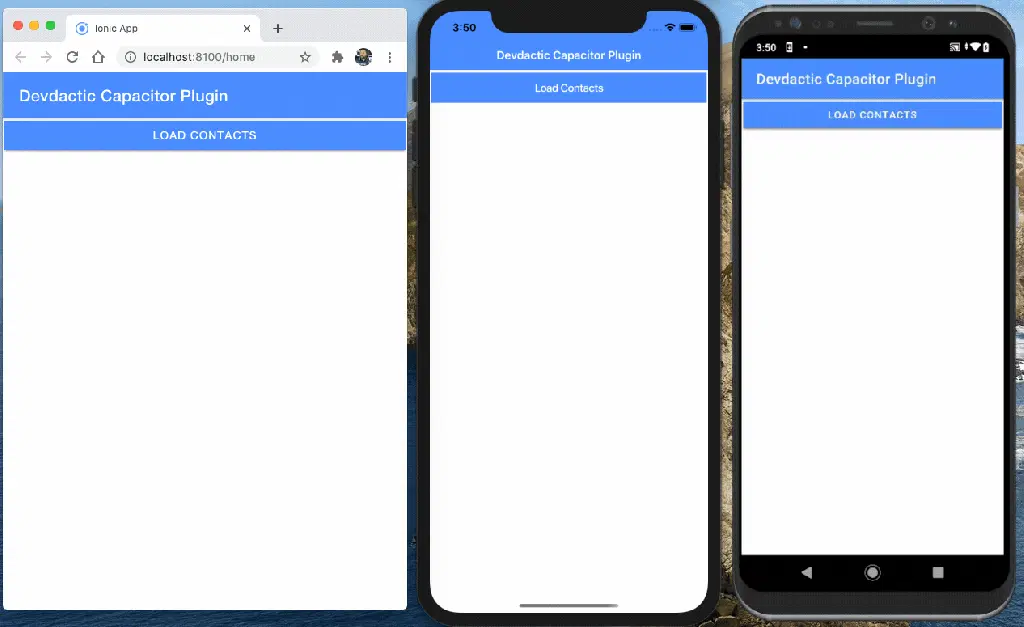 Ionic App
localhost:8100/home
Devdactic Capacitor Plugin
LOAD CONTACTS
3:50
Devdactic Capacitor Plugin
Load Contacts
3:50
Devdactic Capacitor Plugin
LOAD CONTACTS